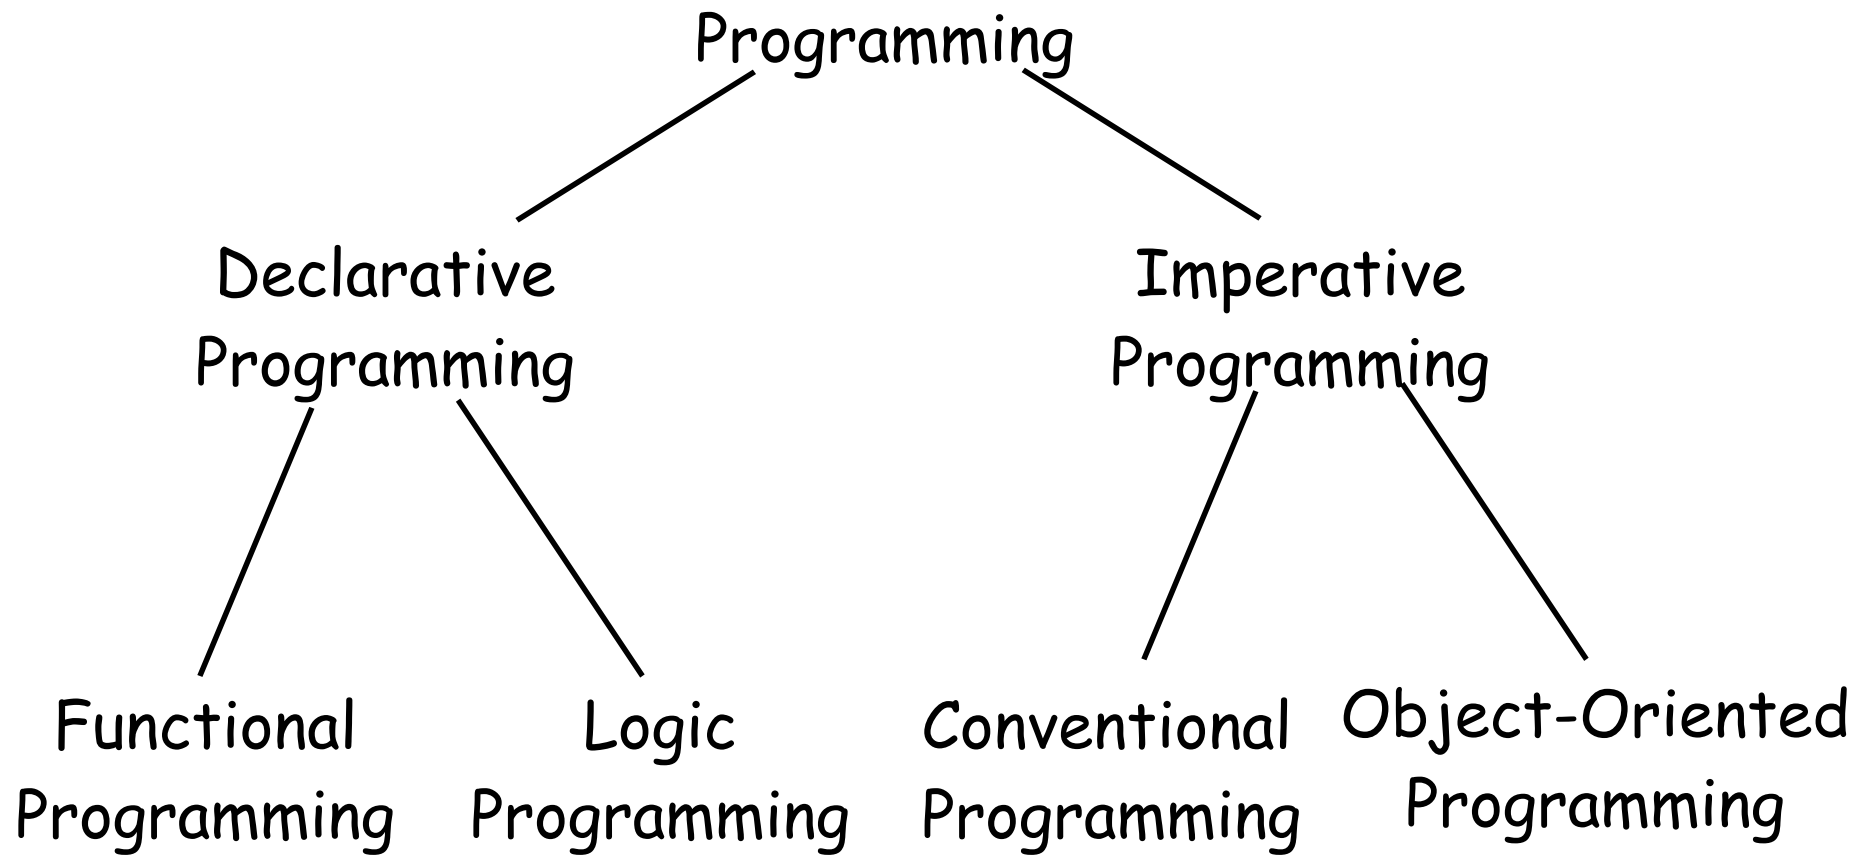 Programming
Declarative
Programming
Imperative
Programming
Functional
Programming
Logic
Programming
Conventional
Programming
Object-Oriented
Programming